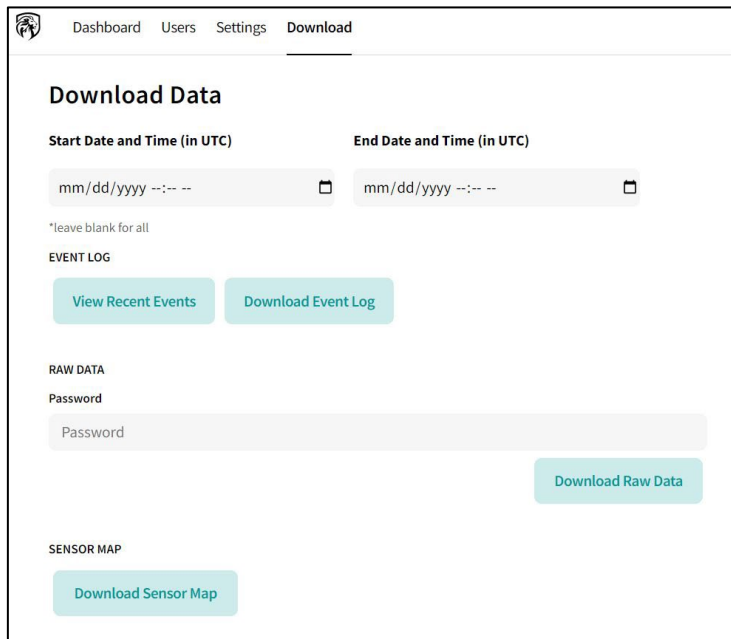 Dashboard Users Settings Download
Download Data
Start Date and Time (in UTC) End Date and Time (in UTC)
mm/dd/yyyy --:-- -- mm/dd/yyyy --:-- --
*leave blank for all
EVENT LOG
View Recent Events Download Event Log
RAW DATA
Password
Password
Download Raw Data
SENSOR MAP
Download Sensor Map